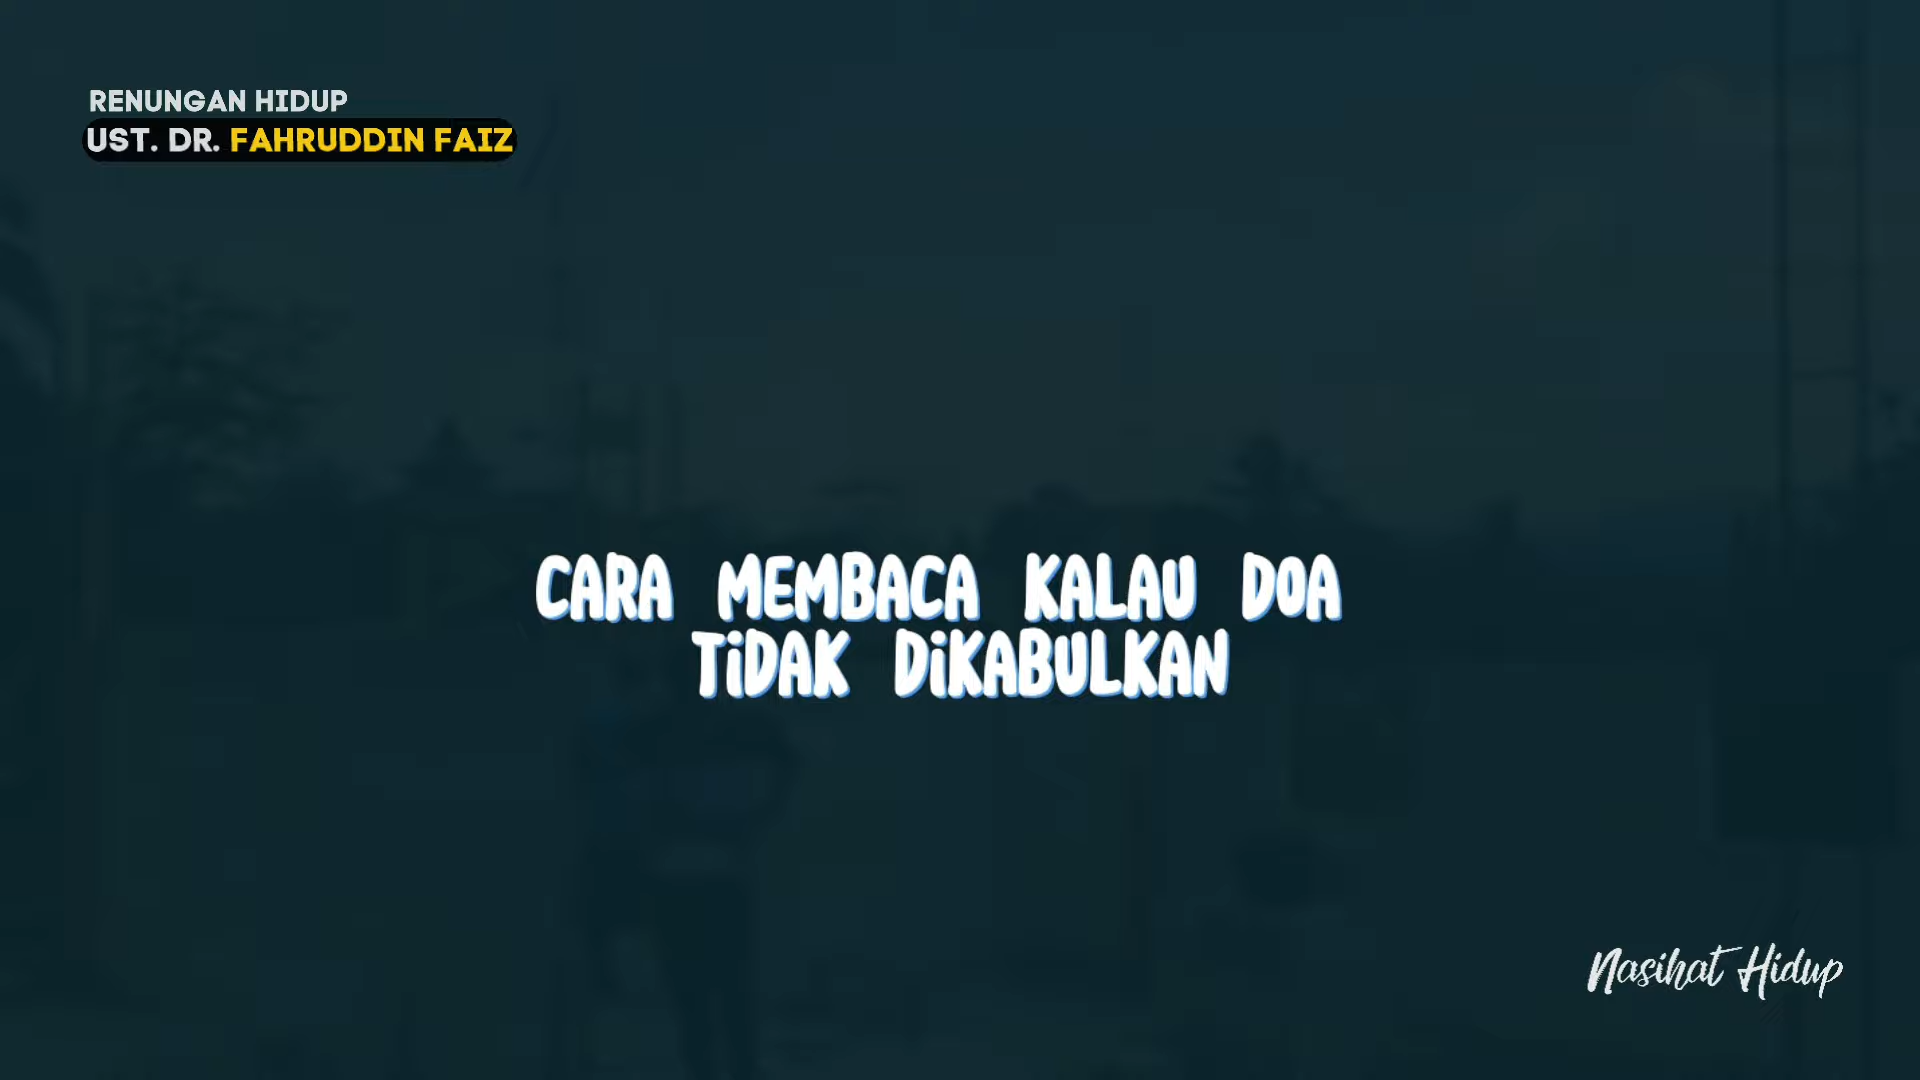 RENUNGAN HIDUP
UST. DR. FAHRUDDIN FAIZ
CARA MEMBACA KALAU DOA
TiDAK DiKABULKAN
Nasihat Hidup